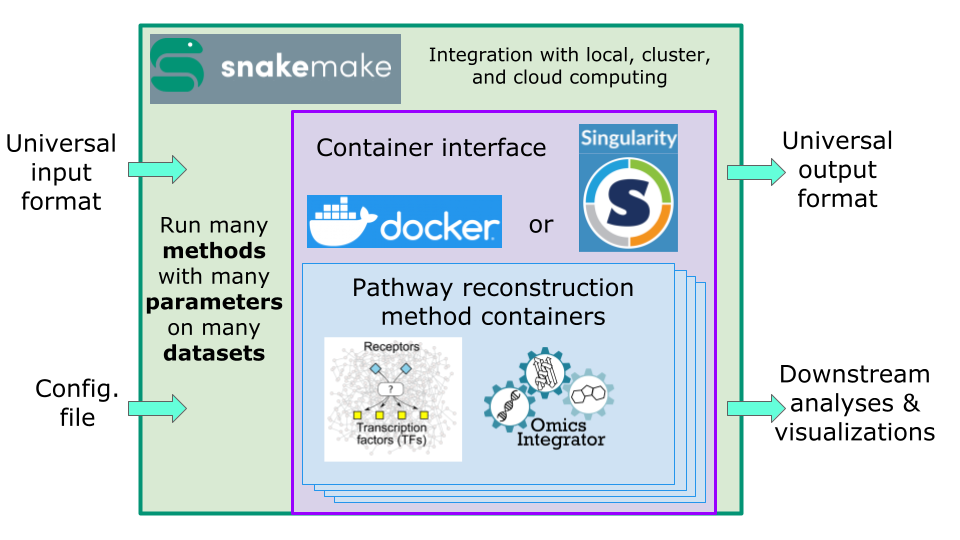 snakemake
Integration with local, cluster,
and cloud computing
Universal
input
format
Container interface
Singularity
S
docker
or
Universal
output
format
Run many
methods
with many
parameters
on many
datasets
Pathway reconstruction
method containers
Receptors
?
Transcription
factors (TFs)
Omics
Integrator
Config.
file
Downstream
analyses &
visualizations